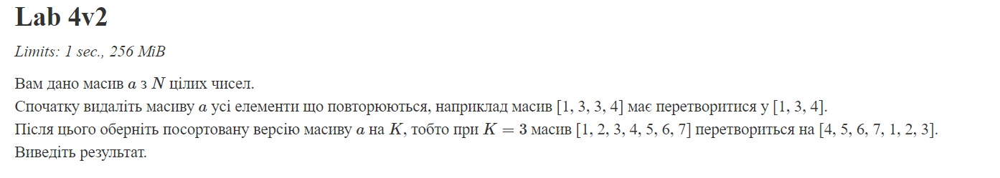 Lab 4v2
Limits: 1 sec., 256 MiB
Вам дано масив a з N цілих чисел.
Спочатку видаліть масиву a усі елементи що повторюються, наприклад масив [1, 3, 3, 4] має перетворитися у [1, 3, 4].
Після цього оберніть посортовану версію масиву a на K, тобто при K = 3 масив [1, 2, 3, 4, 5, 6, 7] перетвориться на [4, 5, 6, 7, 1, 2, 3].
Виведіть результат.